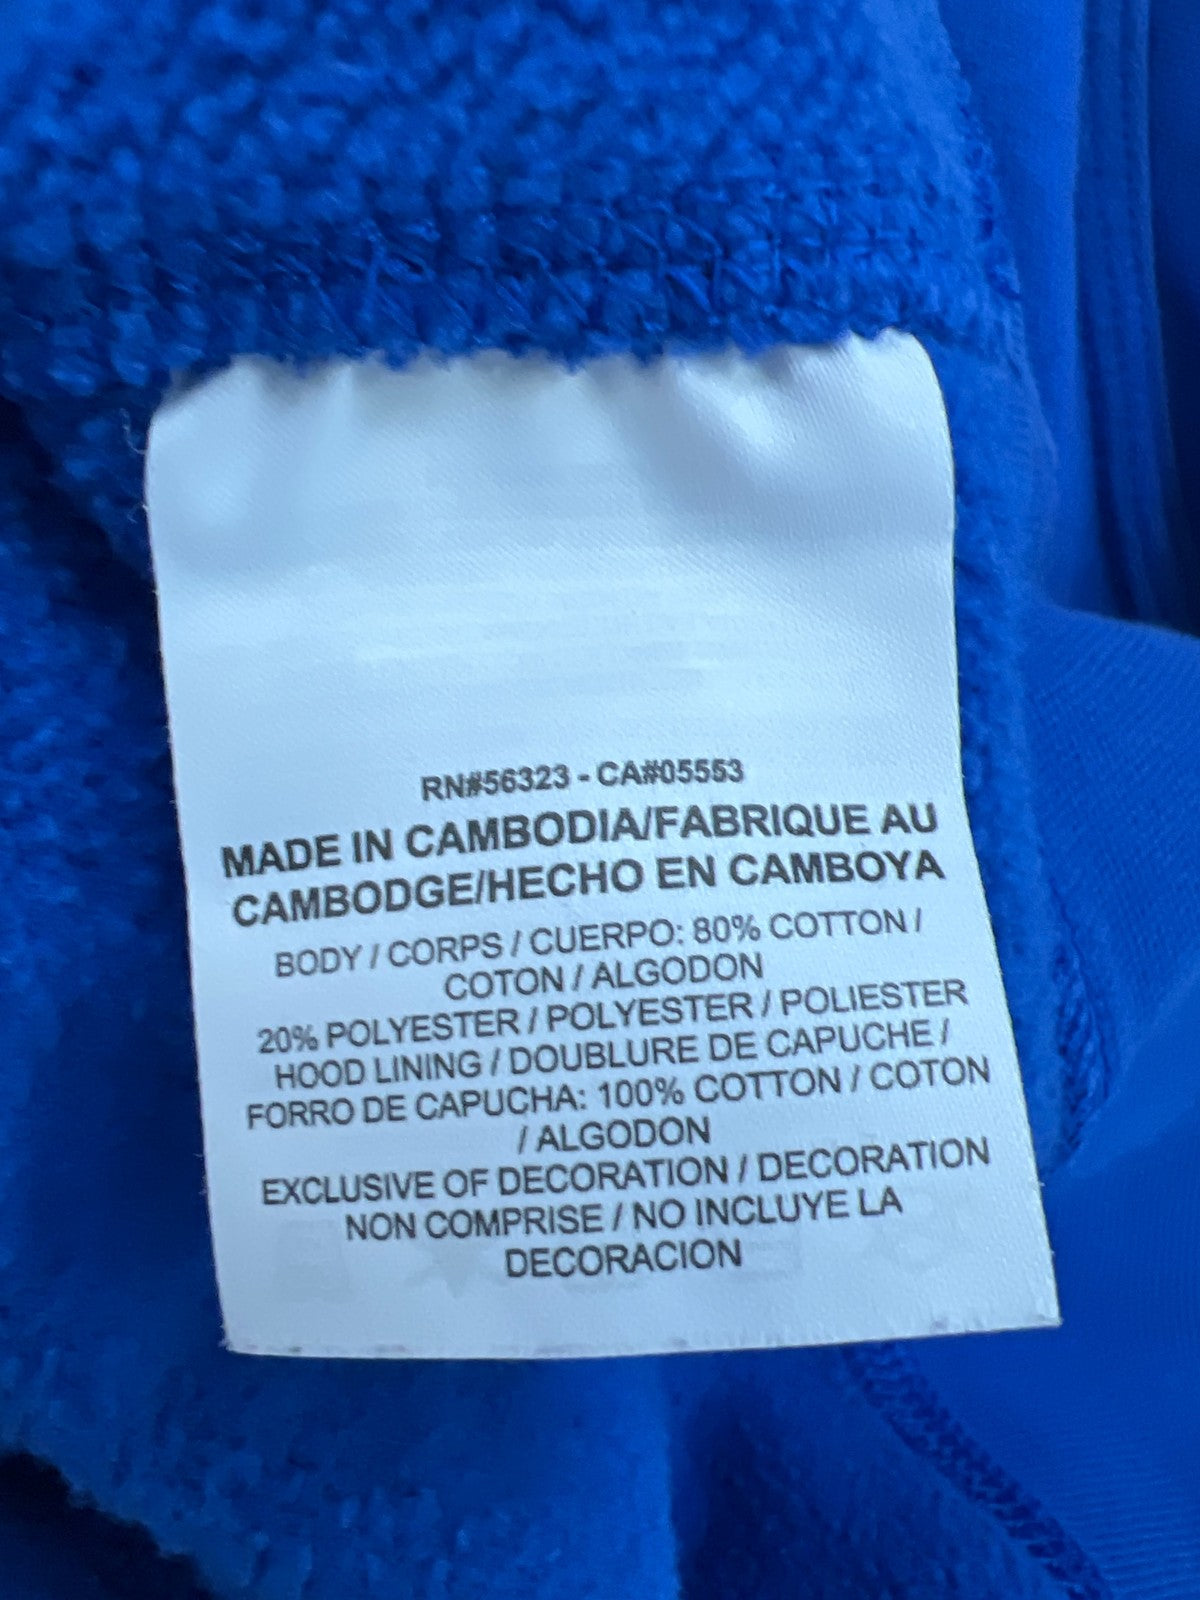 RN#56323 - CA#05553
MADE IN CAMBODIA/FABRIQUE AU
CAMBODGE/HECHO EN CAMBOYA
BODY / CORPS / CUERPO: 80% COTTON /
COTON / ALGODON
20% POLYESTER / POLYESTER / POLIESTER
HOOD LINING / DOUBLURE DE CAPUCHE /
FORRO DE CAPUCHA: 100% COTTON / COTON
/ ALGODON
EXCLUSIVE OF DECORATION / DECORATION
NON COMPRISE / NO INCLUYE LA
DECORACION